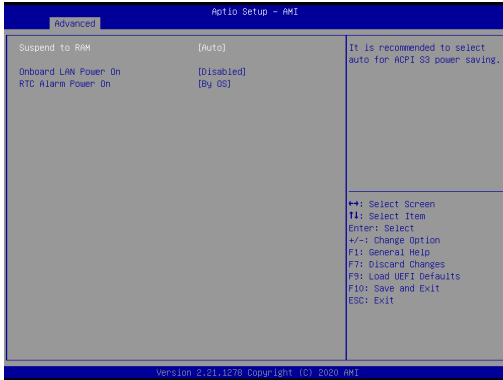 Aptio Setup - AMI
Advanced
Suspend to RAM [Auto]
Onboard LAN Power On [Disabled]
RTC Alarm Power On [By OS]
It is recommended to select
auto for ACPI S3 power saving.
↔: Select Screen
↑↓: Select Item
Enter: Select
+/-: Change Option
F1: General Help
F7: Discard Changes
F9: Load UEFI Defaults
F10: Save and Exit
ESC: Exit
Version 2.21.1278 Copyright (C) 2020 AMI